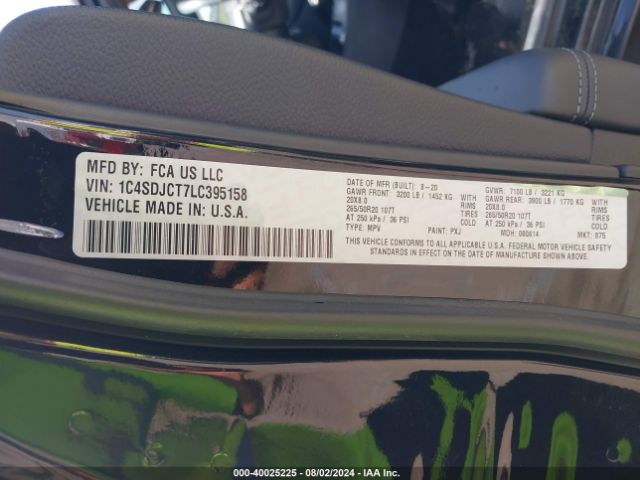 MFD BY: FCA US LLC
VIN: 1C4SDJCT7LC395158
VEHICLE MADE IN: U.S.A.
DATE OF MFR (BUILT): 8-20 GVWR: 7100 LB / 3221 KG
GAWR FRONT: 3200 LB / 1452 KG WITH GAWR REAR: 3900 LB / 1770 KG WITH
20X8.0 RIMS 20X8.0 RIMS
265/50R20 107T TIRES 265/50R20 107T TIRES
AT 250 kPa / 36 PSI COLD AT 250 kPa / 36 PSI COLD
TYPE: MPV PAINT: PXJ MDH: 080614 MKT: 875
THIS VEHICLE CONFORMS TO ALL APPLICABLE U.S.A. FEDERAL MOTOR VEHICLE SAFETY
STANDARDS IN EFFECT ON THE DATE OF MANUFACTURE SHOWN ABOVE.
000-40025225 - 08/02/2024 - IAA Inc.